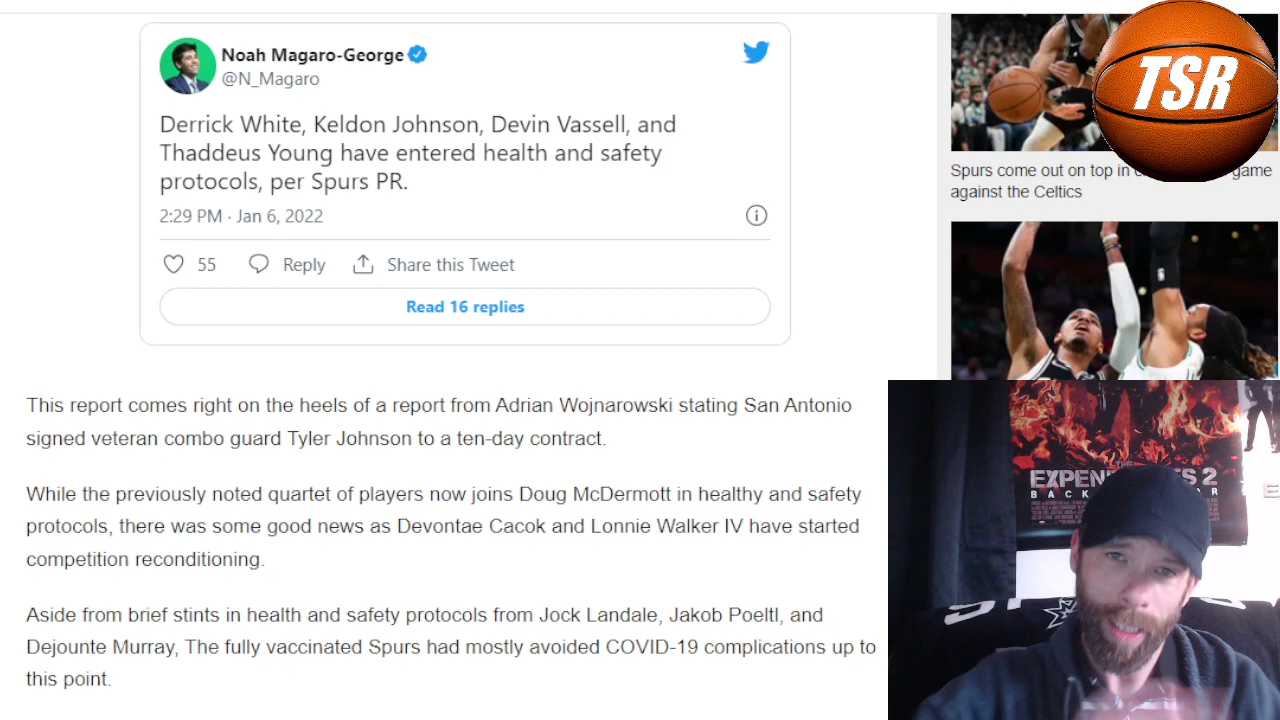 Noah Magaro-George
@N_Magaro
Derrick White, Keldon Johnson, Devin Vassell, and
Thaddeus Young have entered health and safety
protocols, per Spurs PR.
2:29 PM · Jan 6, 2022
55 Reply Share this Tweet
Read 16 replies
This report comes right on the heels of a report from Adrian Wojnarowski stating San Antonio
signed veteran combo guard Tyler Johnson to a ten-day contract.
While the previously noted quartet of players now joins Doug McDermott in healthy and safety
protocols, there was some good news as Devontae Cacok and Lonnie Walker IV have started
competition reconditioning.
Aside from brief stints in health and safety protocols from Jock Landale, Jakob Poeltl, and
Dejounte Murray, The fully vaccinated Spurs had mostly avoided COVID-19 complications up to
this point.
TSR
Spurs come out on top in game
against the Celtics
THE
EXPEN 2
BACK